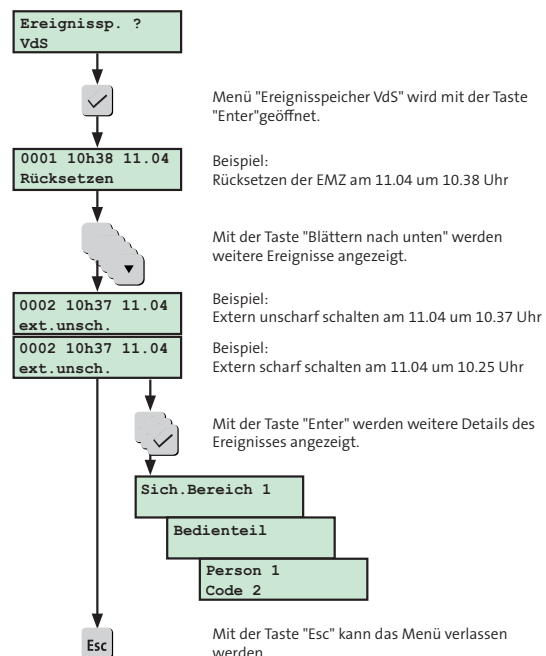 Ereignissp. ?
VdS
Menü "Ereignisspeicher VdS" wird mit der Taste
"Enter"geöffnet.
0001 10h38 11.04
Rücksetzen
Beispiel:
Rücksetzen der EMZ am 11.04 um 10.38 Uhr
Mit der Taste "Blättern nach unten" werden
weitere Ereignisse angezeigt.
0002 10h37 11.04
ext.unsch.
Beispiel:
Extern unscharf schalten am 11.04 um 10.37 Uhr
0002 10h37 11.04
ext.unsch.
Beispiel:
Extern scharf schalten am 11.04 um 10.25 Uhr
Mit der Taste "Enter" werden weitere Details des
Ereignisses angezeigt.
Sich.Bereich 1
Bedienteil
Person 1
Code 2
Esc
Mit der Taste "Esc" kann das Menü verlassen
werden